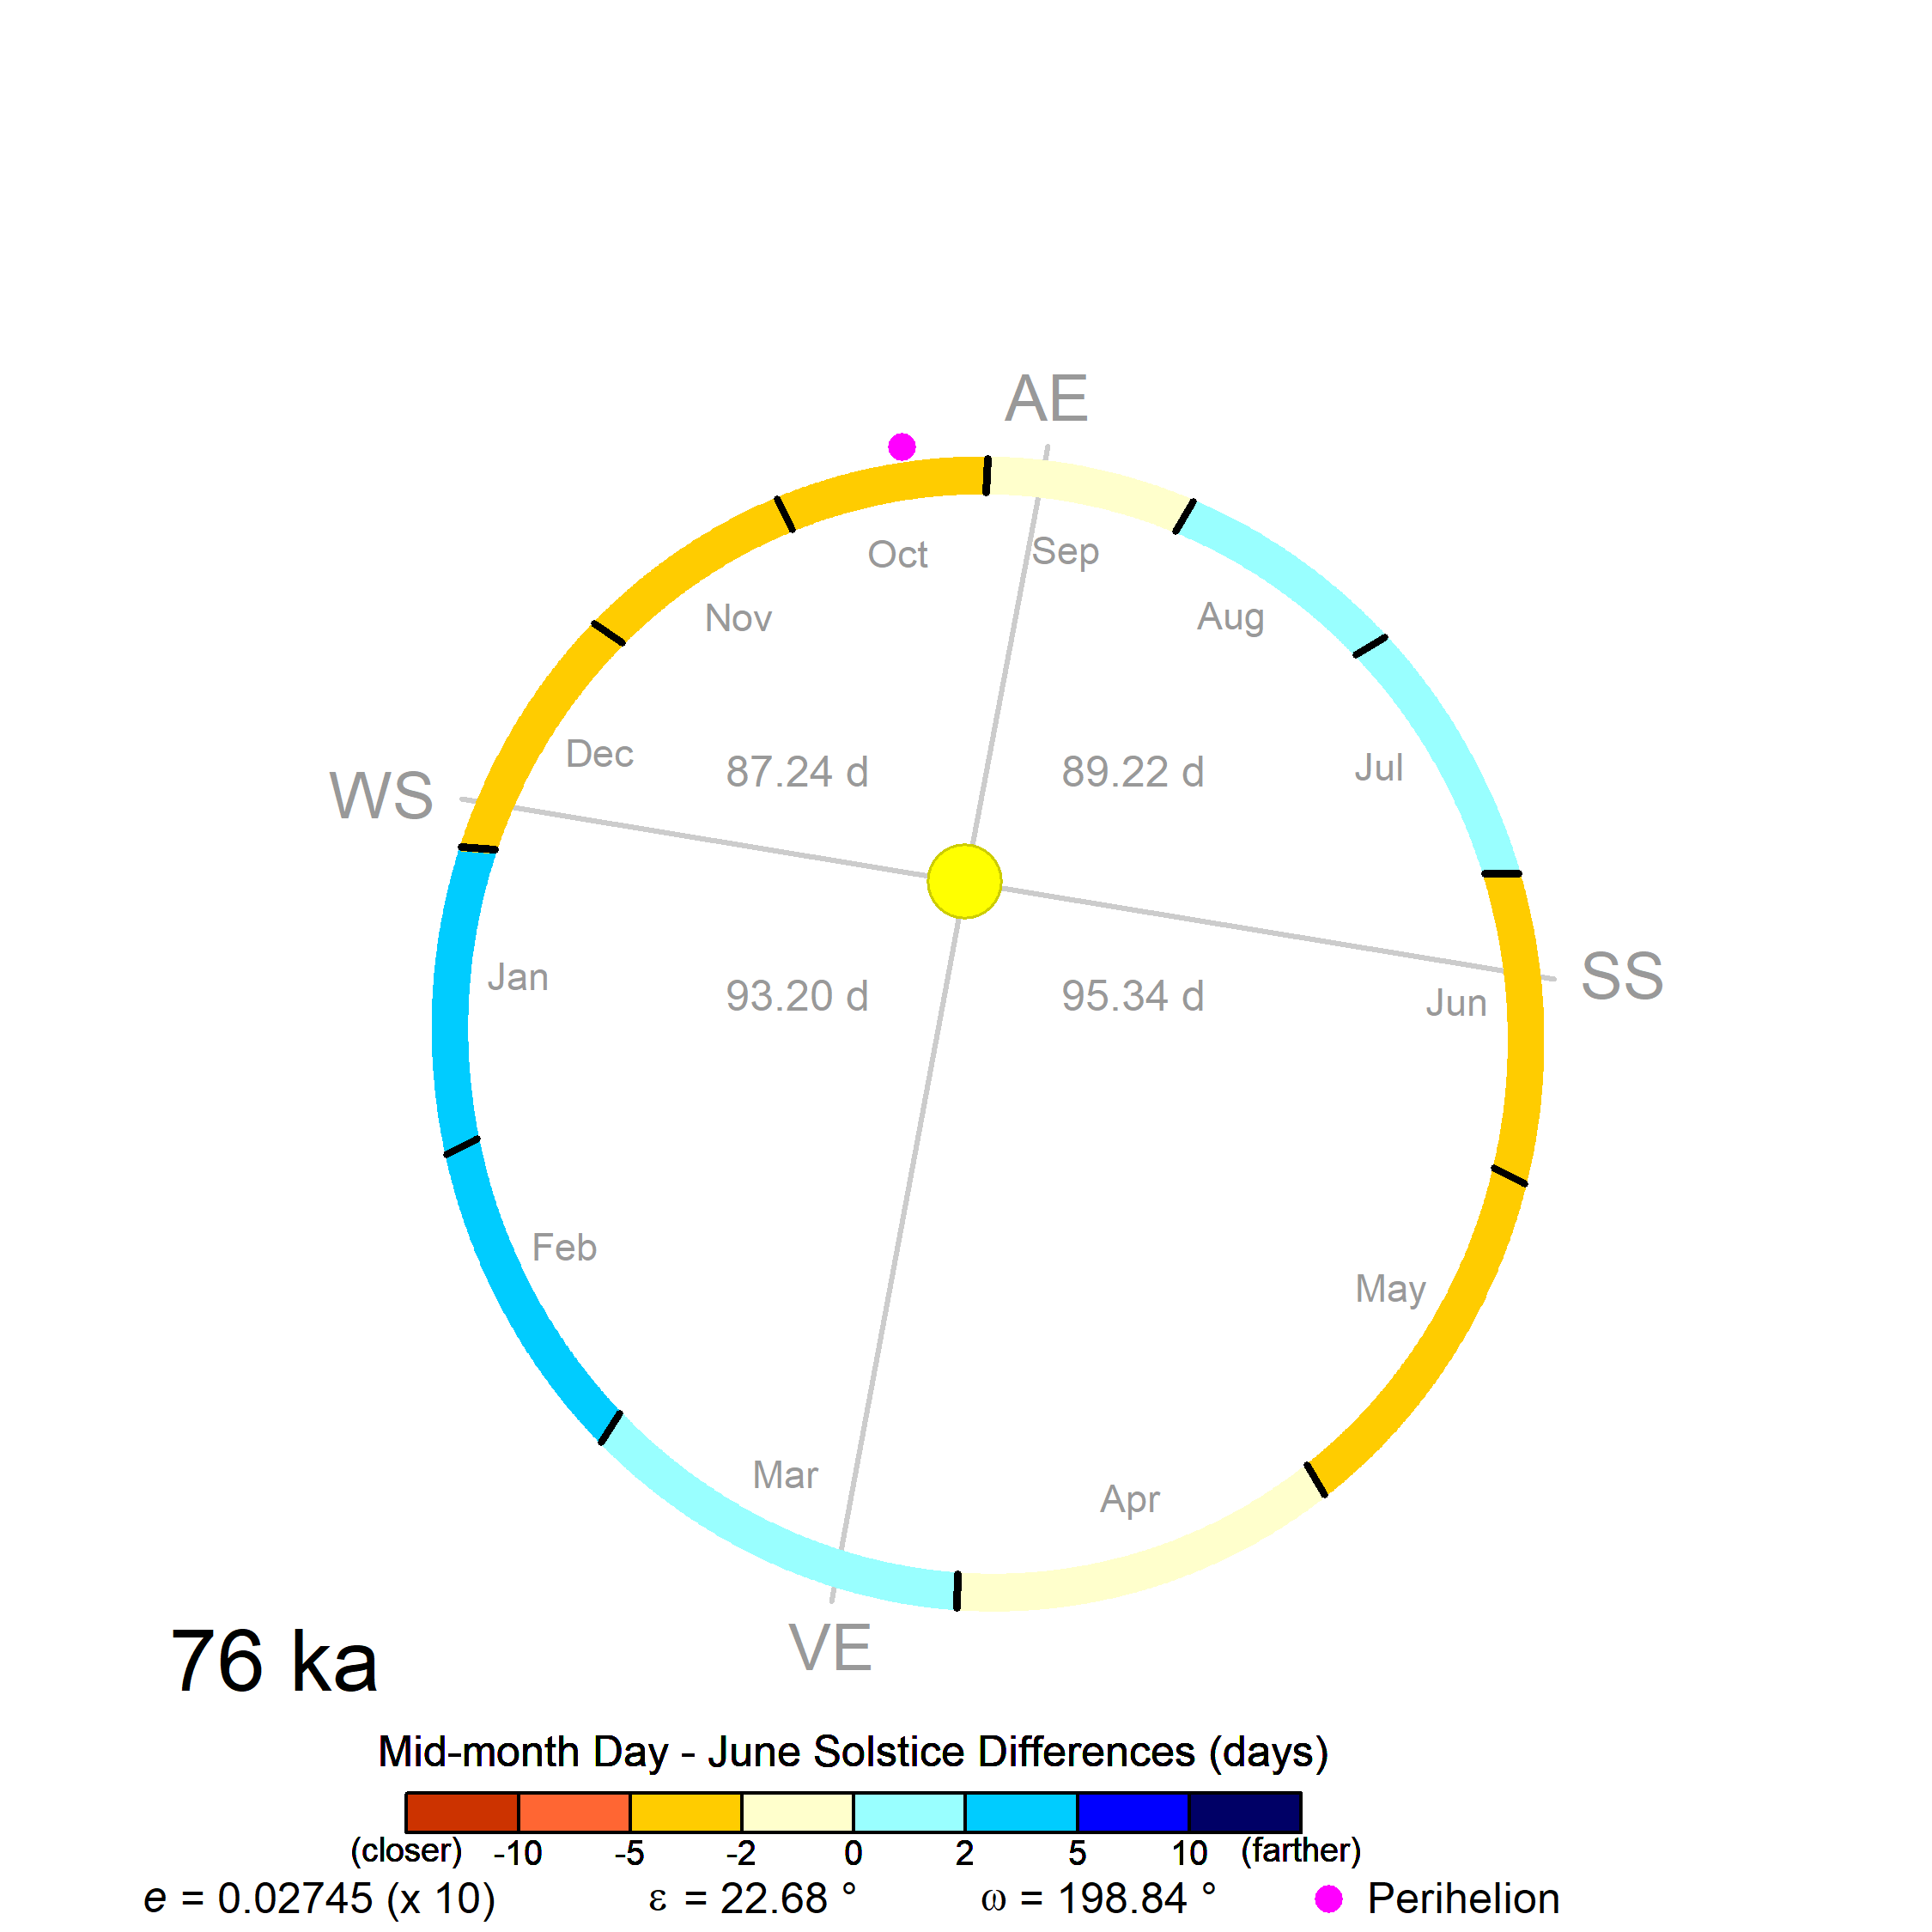 AE
Oct
Sep
Nov
Aug
Dec
Jul
87.24 d
89.22 d
WS
SS
Jan
93.20 d
95.34 d
Jun
Feb
May
Mar
Apr
VE
76 ka
Mid-month Day - June Solstice Differences (days)
(closer) -10 -5 -2 0 2 5 10 (farther)
e = 0.02745 (x 10) ε = 22.68 ° ω = 198.84 ° Perihelion